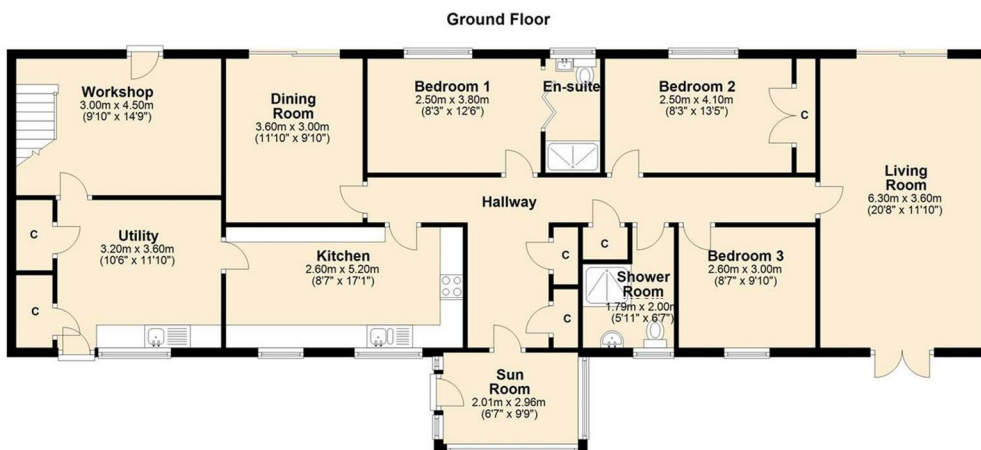 Ground Floor
Workshop
3.00m x 4.50m
(9'10" x 14'9")
Dining
Room
3.60m x 3.00m
(11'10" x 9'10")
Bedroom 1
2.50m x 3.80m
(8'3" x 12'6")
En-suite
Bedroom 2
2.50m x 4.10m
(8'3" x 13'5")
C
Living
Room
6.30m x 3.60m
(20'8" x 11'10")
Hallway
C
Utility
3.20m x 3.60m
(10'6" x 11'10")
C
Kitchen
2.60m x 5.20m
(8'7" x 17'1")
C
C
C
Shower
Room
1.79m x 2.00m
(5'11" x 6'7")
Bedroom 3
2.60m x 3.00m
(8'7" x 9'10")
Sun
Room
2.01m x 2.96m
(6'7" x 9'9")